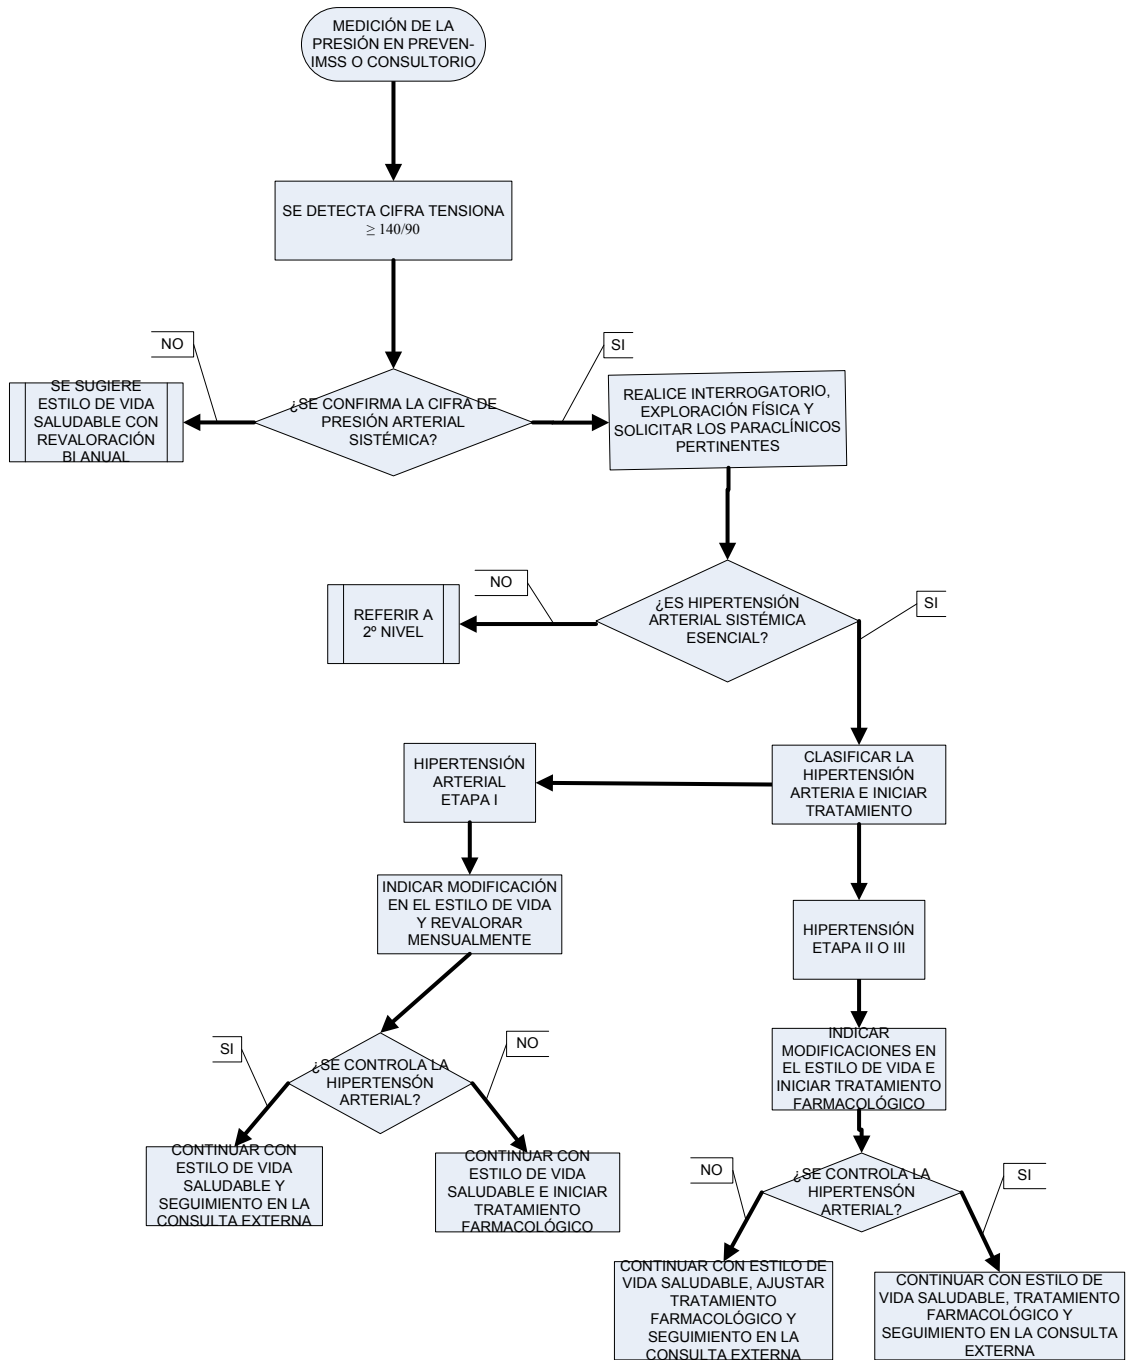 MEDICIÓN DE LA
PRESIÓN EN PREVEN-
IMSS O CONSULTORIO
SE DETECTA CIFRA TENSIONA
≥ 140/90
NO
SI
SE SUGIERE
ESTILO DE VIDA
SALUDABLE CON
REVALORACIÓN
BI ANUAL
¿SE CONFIRMA LA CIFRA DE
PRESIÓN ARTERIAL
SISTÉMICA?
REALICE INTERROGATORIO,
EXPLORACIÓN FÍSICA Y
SOLICITAR LOS PARACLÍNICOS
PERTINENTES
NO
SI
REFERIR A
2º NIVEL
¿ES HIPERTENSIÓN
ARTERIAL SISTÉMICA
ESENCIAL?
HIPERTENSIÓN
ARTERIAL
ETAPA I
CLASIFICAR LA
HIPERTENSIÓN
ARTERIA E INICIAR
TRATAMIENTO
INDICAR MODIFICACIÓN
EN EL ESTILO DE VIDA
Y REVALORAR
MENSUALMENTE
HIPERTENSIÓN
ETAPA II O III
SI
NO
¿SE CONTROLA LA
HIPERTENSÓN
ARTERIAL?
INDICAR
MODIFICACIONES EN
EL ESTILO DE VIDA E
INICIAR TRATAMIENTO
FARMACOLÓGICO
CONTINUAR CON
ESTILO DE VIDA
SALUDABLE Y
SEGUIMIENTO EN LA
CONSULTA EXTERNA
CONTINUAR CON
ESTILO DE VIDA
SALUDABLE E INICIAR
TRATAMIENTO
FARMACOLÓGICO
NO
SI
¿SE CONTROLA LA
HIPERTENSÓN
ARTERIAL?
CONTINUAR CON ESTILO DE
VIDA SALUDABLE, AJUSTAR
TRATAMIENTO
FARMACOLÓGICO Y
SEGUIMIENTO EN LA
CONSULTA EXTERNA
CONTINUAR CON ESTILO DE
VIDA SALUDABLE, TRATAMIENTO
FARMACOLÓGICO Y
SEGUIMIENTO EN LA CONSULTA
EXTERNA